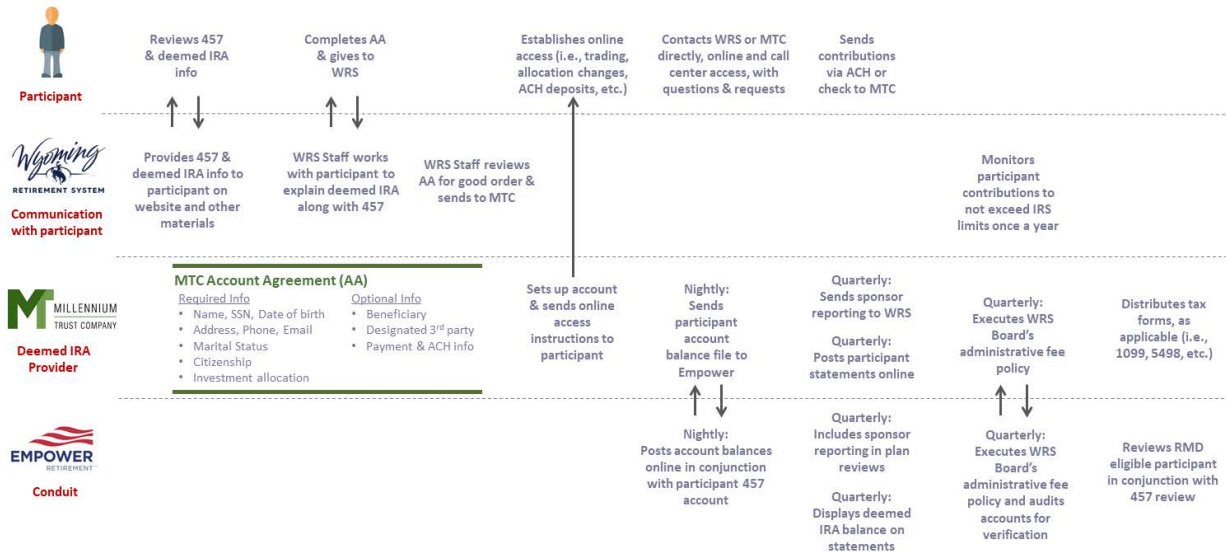 Reviews 457
& deemed IRA
info
Completes AA
& gives to
WRS
Establishes online
access (i.e., trading,
allocation changes,
ACH deposits, etc.)
Contacts WRS or MTC
directly, online and call
center access, with
questions & requests
Sends
contributions
via ACH or
check to MTC
Participant
Wyoming
RETIREMENT SYSTEM
Communication
with participant
Provides 457 &
deemed IRA info to
participant on
website and other
materials
WRS Staff works
with participant to
explain deemed IRA
along with 457
WRS Staff reviews
AA for good order &
sends to MTC
Monitors
participant
contributions to
not exceed IRS
limits once a year
MT MILLENNIUM
TRUST COMPANY
Deemed IRA
Provider
MTC Account Agreement (AA)
Required Info
• Name, SSN, Date of birth
• Address, Phone, Email
• Marital Status
• Citizenship
• Investment allocation
Optional Info
• Beneficiary
• Designated 3rd party
• Payment & ACH info
Sets up account
& sends online
access
instructions to
participant
Nightly:
Sends
participant
account
balance file to
Empower
Quarterly:
Sends sponsor
reporting to WRS
Quarterly:
Posts participant
statements online
Quarterly:
Executes WRS
Board's
administrative fee
policy
Distributes tax
forms, as
applicable (i.e.,
1099, 5498, etc.)
EMPOWER
RETIREMENT
Conduit
Nightly:
Posts account balances
online in conjunction
with participant 457
account
Quarterly:
Includes sponsor
reporting in plan
reviews
Quarterly:
Displays deemed
IRA balance on
statements
Quarterly:
Executes WRS
Board's
administrative fee
policy and audits
accounts for
verification
Reviews RMD
eligible participant
in conjunction with
457 review